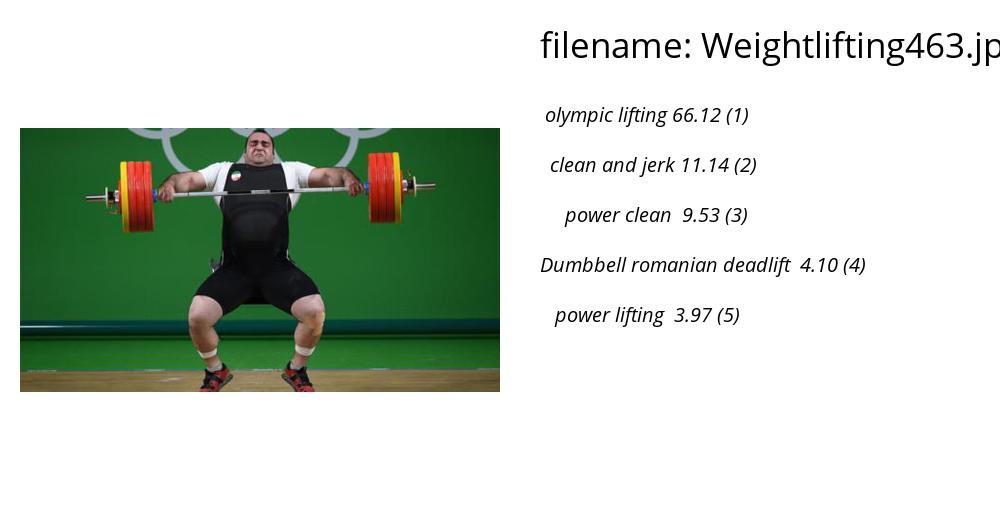 filename: Weightlifting463.jp
olympic lifting 66.12 (1)
clean and jerk 11.14 (2)
power clean 9.53 (3)
Dumbbell romanian deadlift 4.10 (4)
power lifting 3.97 (5)